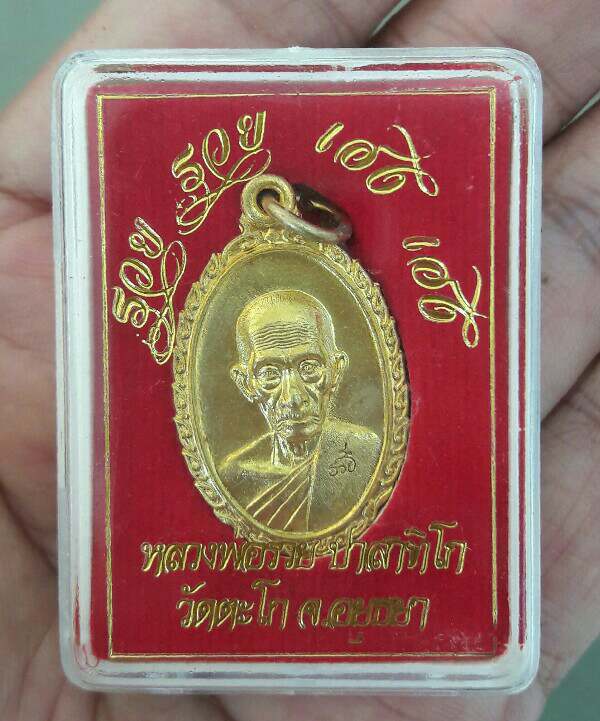 รวย รวย เฮง เฮง
หลวงพ่อรวย ปาสาทิโก
วัดตะโก จ.อยุธยา